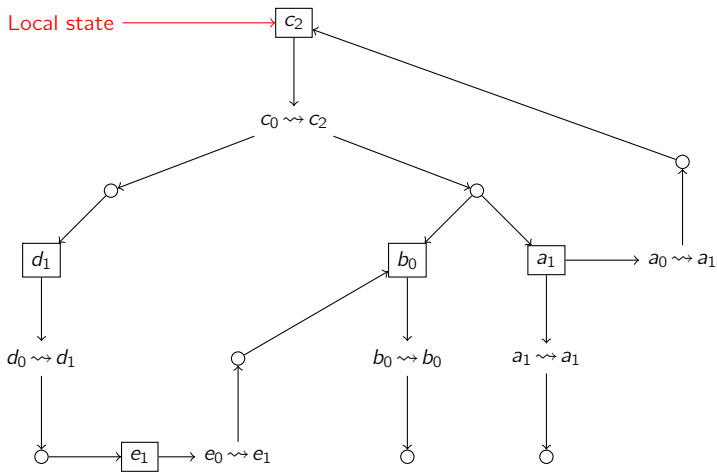 Local state
c₂
c₀ ⇝ c₂
d₁
b₀
a₁
a₀ ⇝ a₁
d₀ ⇝ d₁
b₀ ⇝ b₀
a₁ ⇝ a₁
e₁
e₀ ⇝ e₁